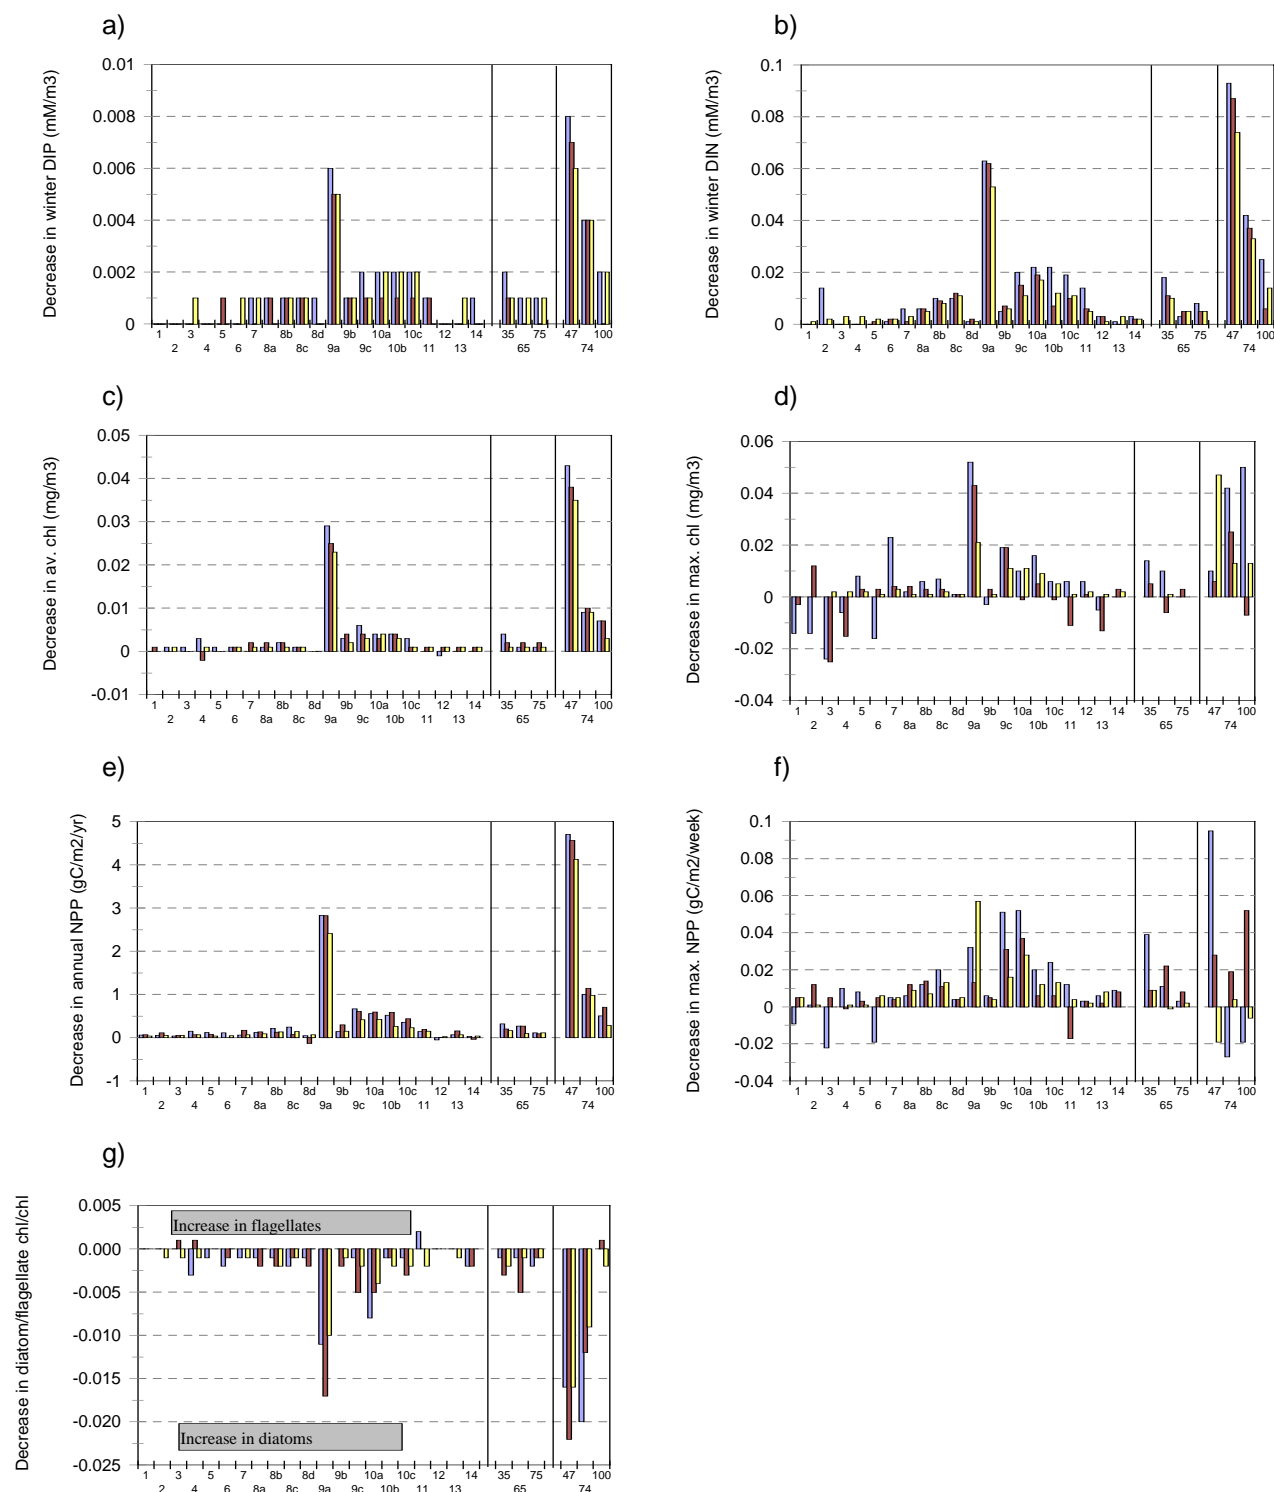 a)
Decrease in winter DIP (mM/m3)
0.01
0.008
0.006
0.004
0.002
0
1 3 5 7 8b 8d 9b 10a 10c 12 14 35 75 47 100
2 4 6 8a 8c 9a 9c 10b 11 13 65 74
b)
Decrease in winter DIN (mM/m3)
0.1
0.08
0.06
0.04
0.02
0
1 3 5 7 8b 8d 9b 10a 10c 12 14 35 75 47 100
2 4 6 8a 8c 9a 9c 10b 11 13 65 74
c)
Decrease in av. chl (mg/m3)
0.05
0.04
0.03
0.02
0.01
0
-0.01
1 3 5 7 8b 8d 9b 10a 10c 12 14 35 75 47 100
2 4 6 8a 8c 9a 9c 10b 11 13 65 74
d)
Decrease in max. chl (mg/m3)
0.06
0.04
0.02
0
-0.02
-0.04
1 3 5 7 8b 8d 9b 10a 10c 12 14 35 75 47 100
2 4 6 8a 8c 9a 9c 10b 11 13 65 74
e)
Decrease in annual NPP (gC/m2/yr)
5
4
3
2
1
0
-1
1 3 5 7 8b 8d 9b 10a 10c 12 14 35 75 47 100
2 4 6 8a 8c 9a 9c 10b 11 13 65 74
f)
Decrease in max. NPP (gC/m2/week)
0.1
0.08
0.06
0.04
0.02
0
-0.02
-0.04
1 3 5 7 8b 8d 9b 10a 10c 12 14 35 75 47 100
2 4 6 8a 8c 9a 9c 10b 11 13 65 74
g)
Decrease in diatom/flagellate chl/chl
0.005
0.000
-0.005
-0.010
-0.015
-0.020
-0.025
Increase in flagellates
Increase in diatoms
1 3 5 7 8b 8d 9b 10a 10c 12 14 35 75 47 100
2 4 6 8a 8c 9a 9c 10b 11 13 65 74